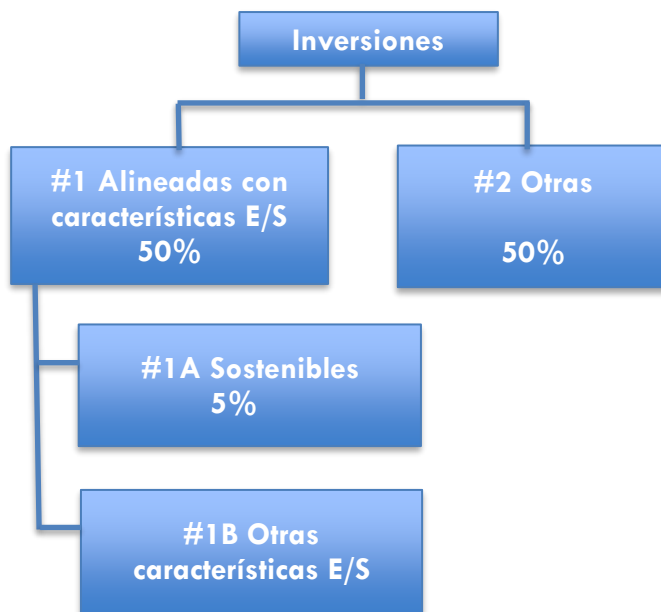 Inversiones
#1 Alineadas con
características E/S
50%
#2 Otras
50%
#1A Sostenibles
5%
#1B Otras
características E/S